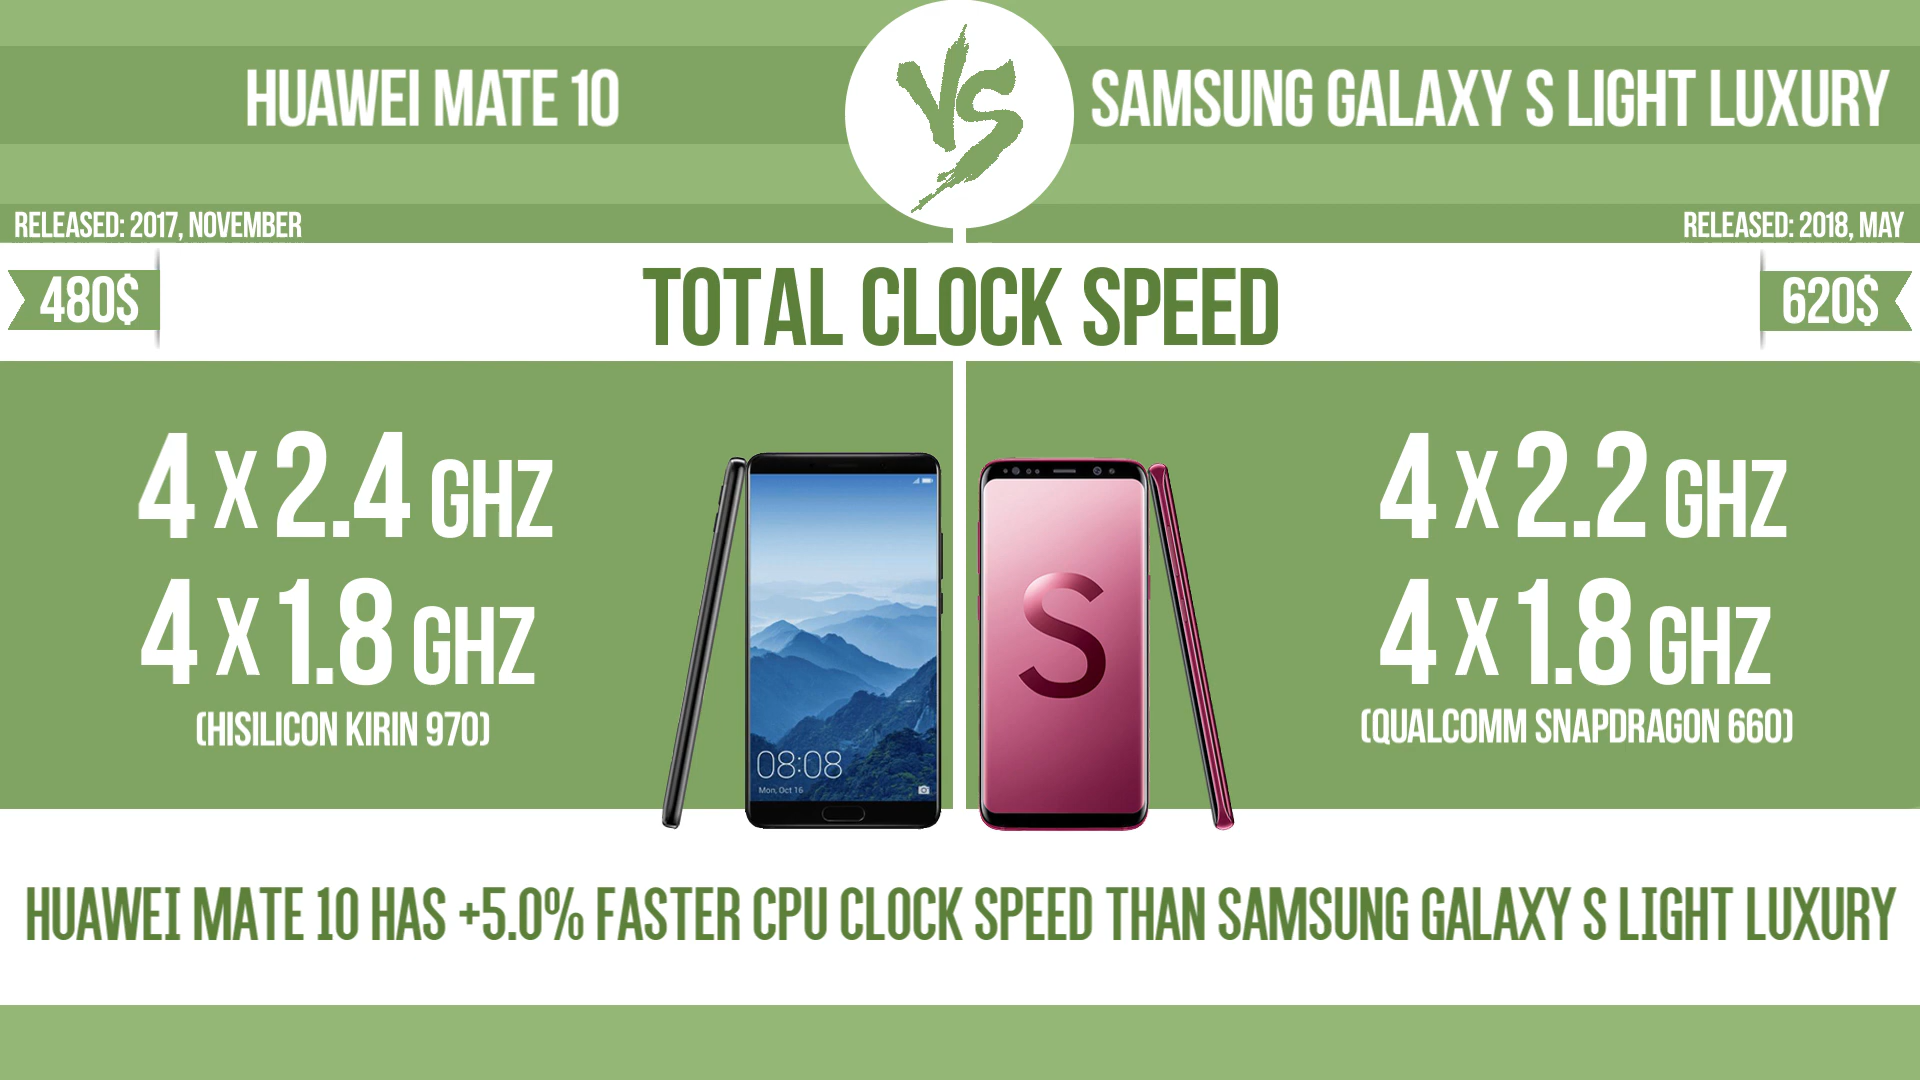 HUAWEI MATE 10
VS
SAMSUNG GALAXY S LIGHT LUXURY
RELEASED: 2017, NOVEMBER
RELEASED: 2018, MAY
480$
TOTAL CLOCK SPEED
620$
4 X 2.4 GHZ
4 X 1.8 GHZ
(HISILICON KIRIN 970)
08:08
Mon, Oct 16
S
4 X 2.2 GHZ
4 X 1.8 GHZ
(QUALCOMM SNAPDRAGON 660)
HUAWEI MATE 10 HAS +5.0% FASTER CPU CLOCK SPEED THAN SAMSUNG GALAXY S LIGHT LUXURY